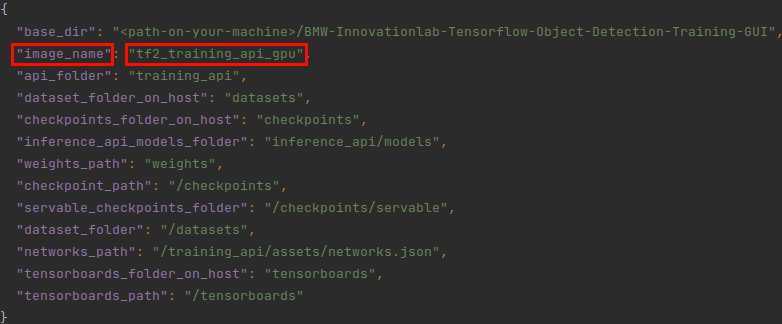 {
"base_dir": "<path-on-your-machine>/BMW-Innovationlab-Tensorflow-Object-Detection-Training-GUI",
"image_name": "tf2_training_api_gpu",
"api_folder": "training_api",
"dataset_folder_on_host": "datasets",
"checkpoints_folder_on_host": "checkpoints",
"inference_api_models_folder": "inference_api/models",
"weights_path": "weights",
"checkpoint_path": "/checkpoints",
"servable_checkpoints_folder": "/checkpoints/servable",
"dataset_folder": "/datasets",
"networks_path": "/training_api/assets/networks.json",
"tensorboards_folder_on_host": "tensorboards",
"tensorboards_path": "/tensorboards"
}